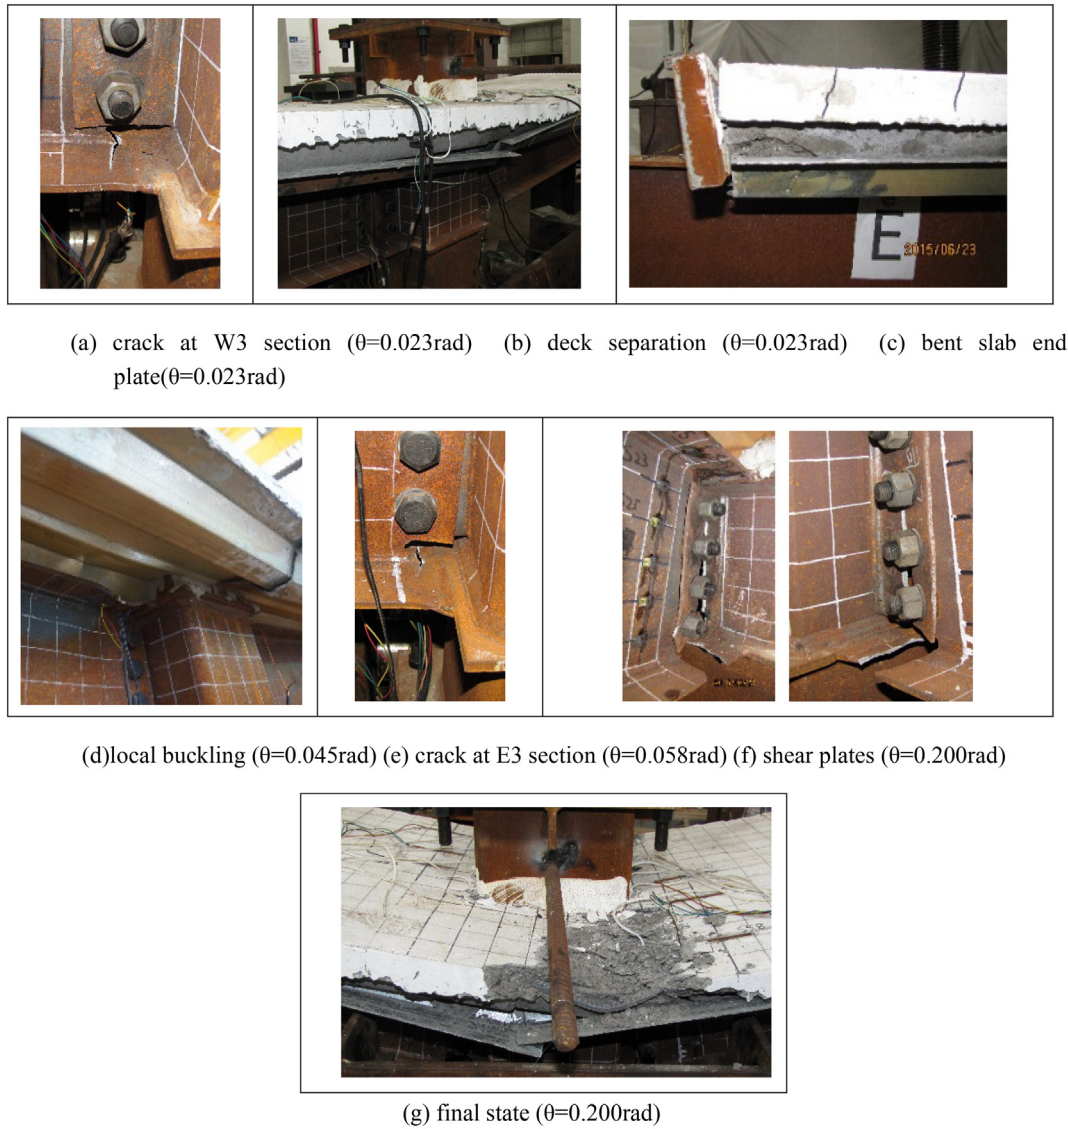 E
2015/06/23
(a) crack at W3 section (θ=0.023rad) (b) deck separation (θ=0.023rad) (c) bent slab end
plate(θ=0.023rad)
(d)local buckling (θ=0.045rad) (e) crack at E3 section (θ=0.058rad) (f) shear plates (θ=0.200rad)
(g) final state (θ=0.200rad)